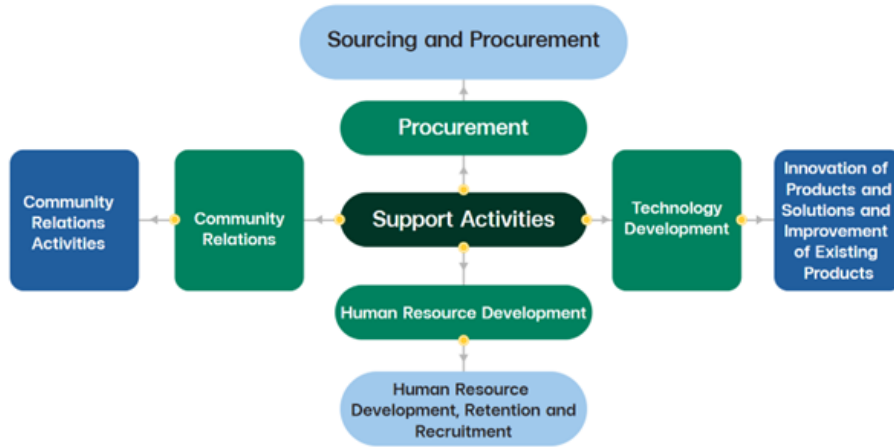 Sourcing and Procurement
Procurement
Community
Relations
Activities
Community
Relations
Support Activities
Technology
Development
Innovation of
Products and
Solutions and
Improvement
of Existing
Products
Human Resource Development
Human Resource
Development, Retention and
Recruitment